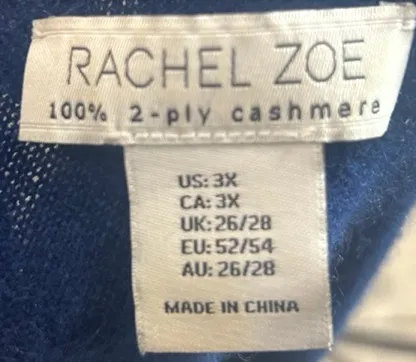 RACHEL ZOE
100% 2-ply cashmere
US: 3X
CA: 3X
UK: 26/28
EU: 52/54
AU: 26/28
MADE IN CHINA